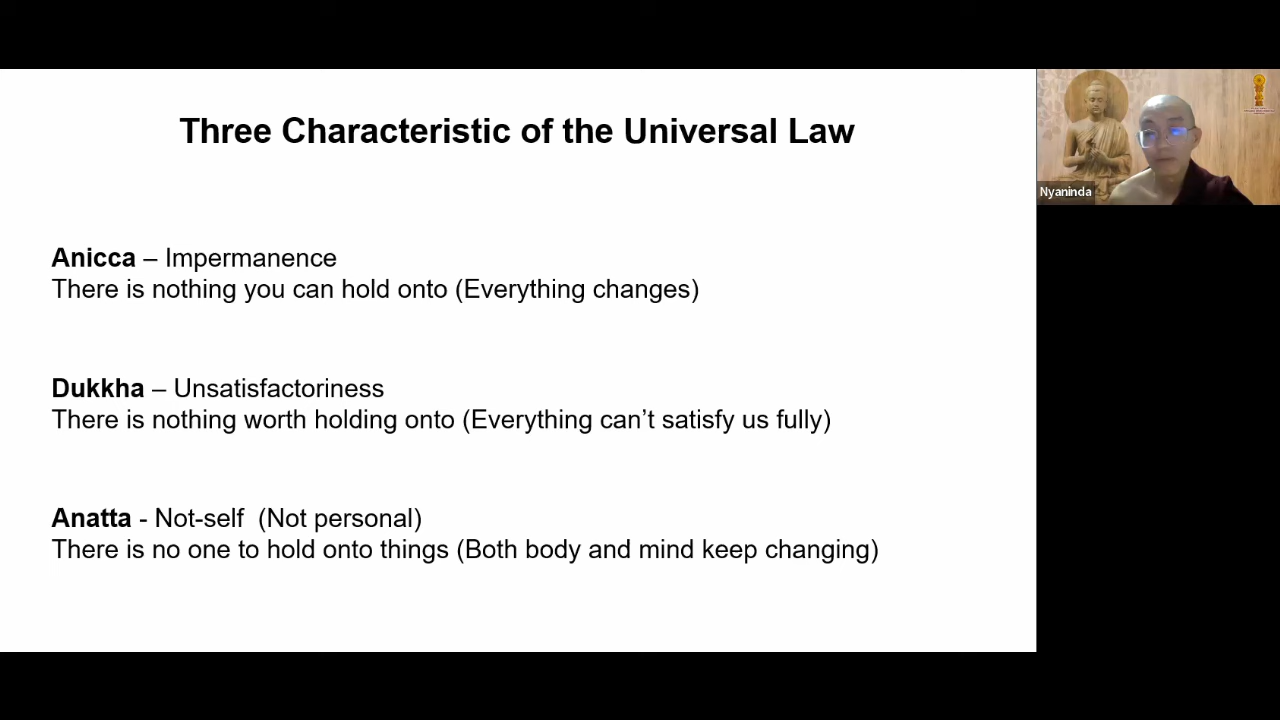 Three Characteristic of the Universal Law
Anicca – Impermanence
There is nothing you can hold onto (Everything changes)
Dukkha – Unsatisfactoriness
There is nothing worth holding onto (Everything can’t satisfy us fully)
Anatta - Not-self  (Not personal)
There is no one to hold onto things (Both body and mind keep changing)
Nyaninda